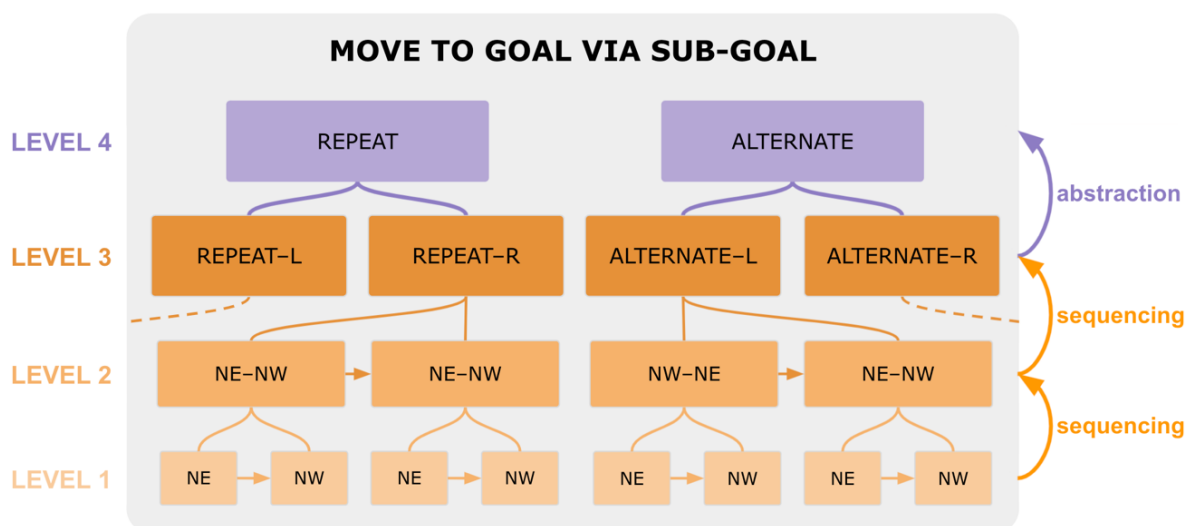 MOVE TO GOAL VIA SUB-GOAL
LEVEL 4
REPEAT
ALTERNATE
abstraction
LEVEL 3
REPEAT–L
REPEAT–R
ALTERNATE–L
ALTERNATE–R
sequencing
LEVEL 2
NE–NW
NE–NW
NW–NE
NE–NW
sequencing
LEVEL 1
NE
NW
NE
NW
NE
NW
NE
NW